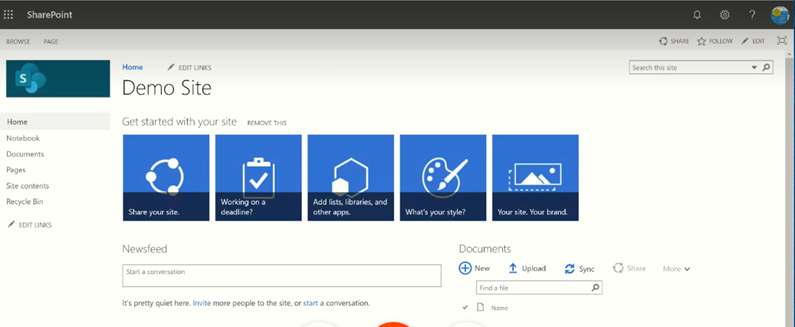 SharePoint
BROWSE PAGE
SHARE FOLLOW EDIT
S
Home EDIT LINKS
Search this site
Demo Site
Home
Notebook
Documents
Pages
Site contents
Recycle Bin
EDIT LINKS
Get started with your site REMOVE THIS
Share your site.
Working on a
deadline?
Add lists, libraries, and
other apps.
What's your style?
Your site. Your brand.
Newsfeed
Start a conversation
It's pretty quiet here. Invite more people to the site, or start a conversation.
Documents
New Upload Sync Share More
Find a file
Name